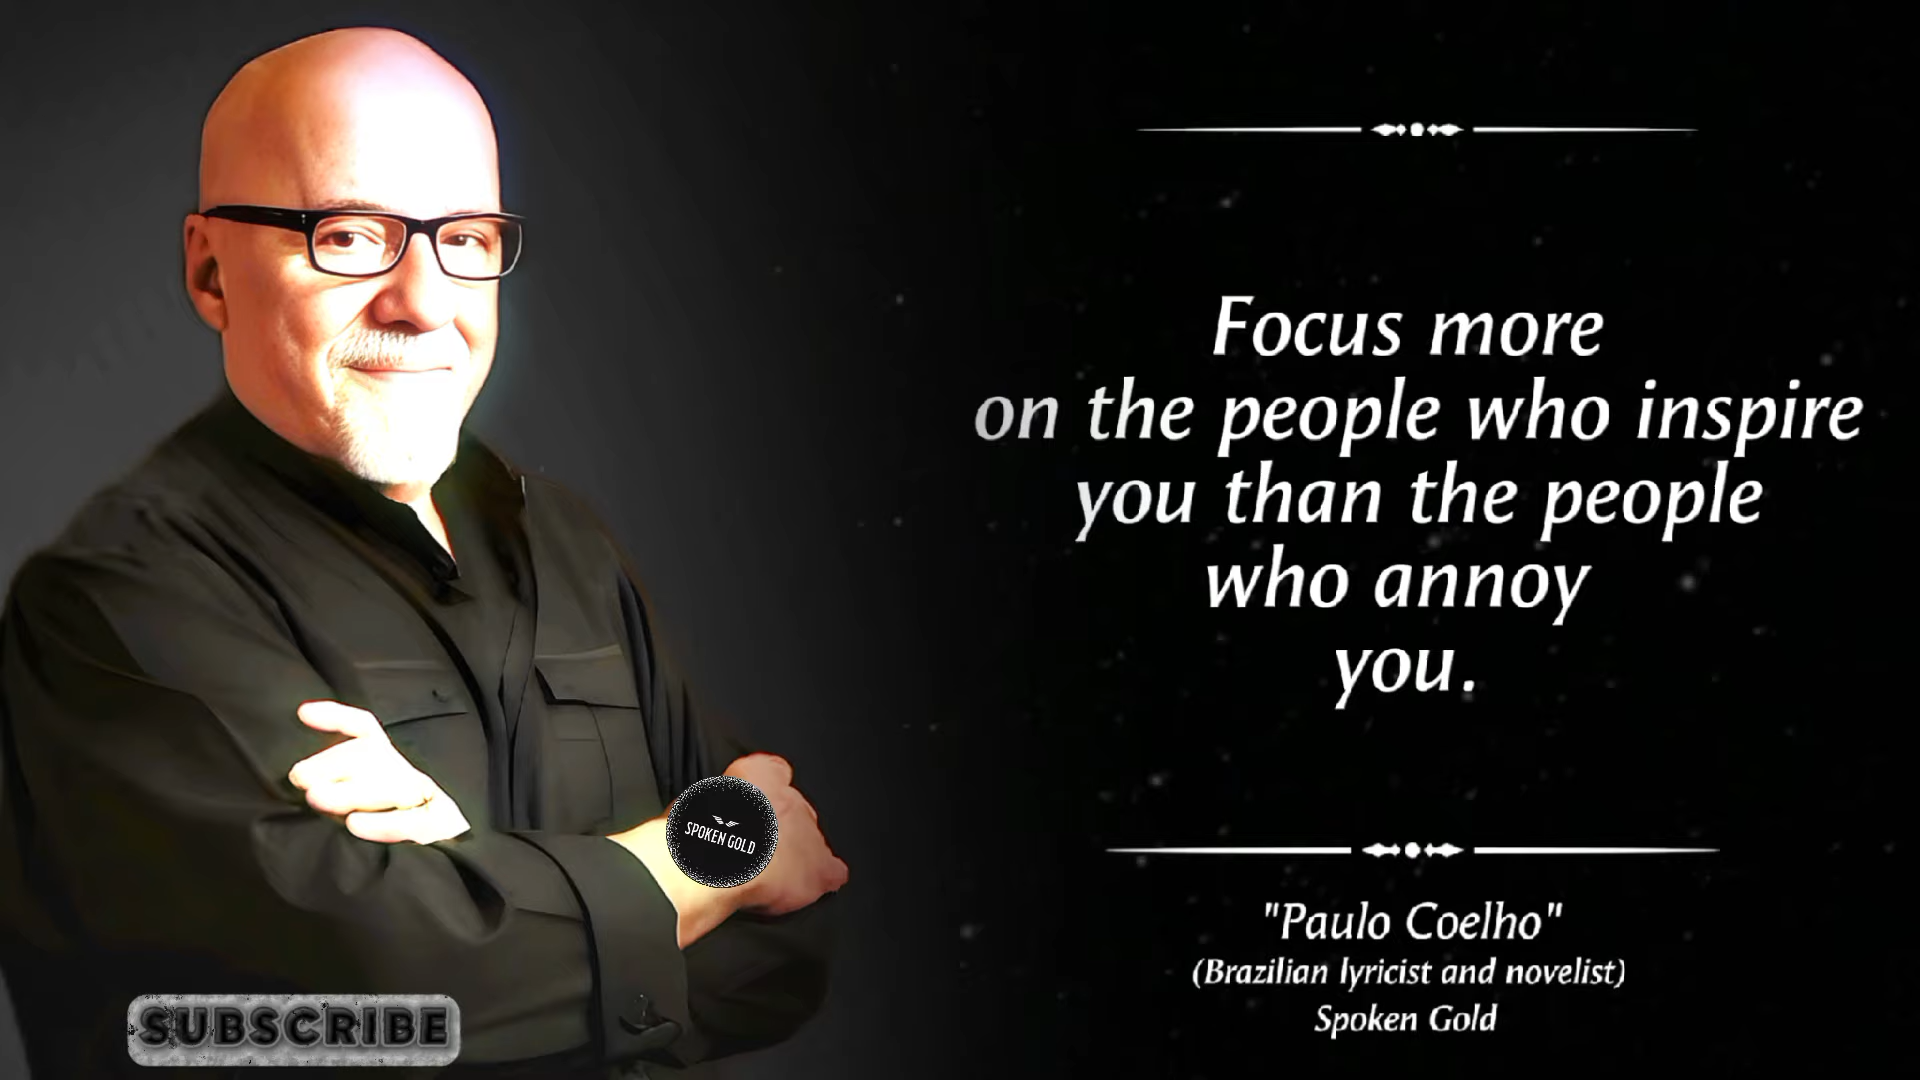 Focus more
on the people who inspire
you than the people
who annoy
you.
"Paulo Coelho"
(Brazilian lyricist and novelist)
Spoken Gold
SPOKEN GOLD
SUBSCRIBE